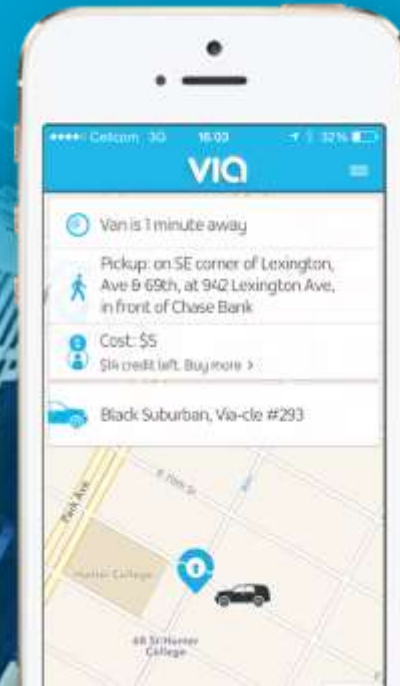 Cellcom 3G 16:03 32%
VIA
Van is 1 minute away
Pickup: on SE corner of Lexington,
Ave & 69th, at 942 Lexington Ave,
in front of Chase Bank
Cost: $5
$14 credit left. Buy more >
Black Suburban, Via-cle #293
E 70th St
Park Ave
Hunter College
68 St Hunter
College